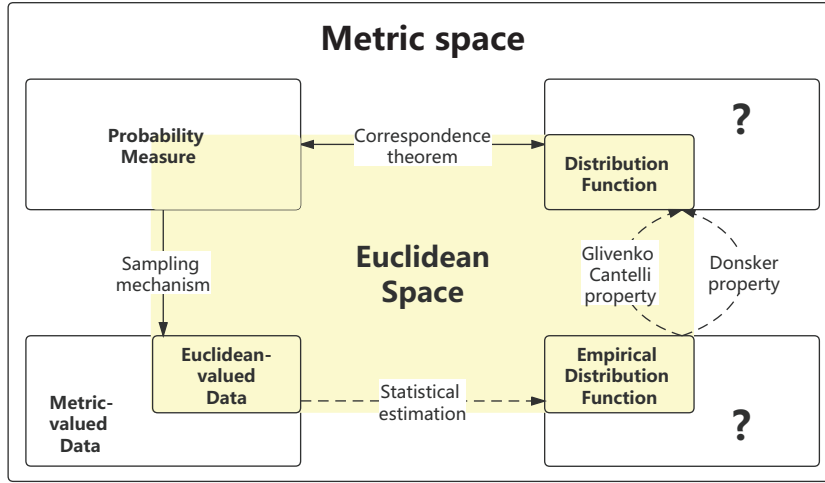 Metric space
Probability
Measure
?
Correspondence
theorem
Distribution
Function
Sampling
mechanism
Euclidean
Space
Glivenko
Cantelli
property
Donsker
property
Euclidean-
valued
Data
Metric-
valued
Data
Statistical
estimation
Empirical
Distribution
Function
?